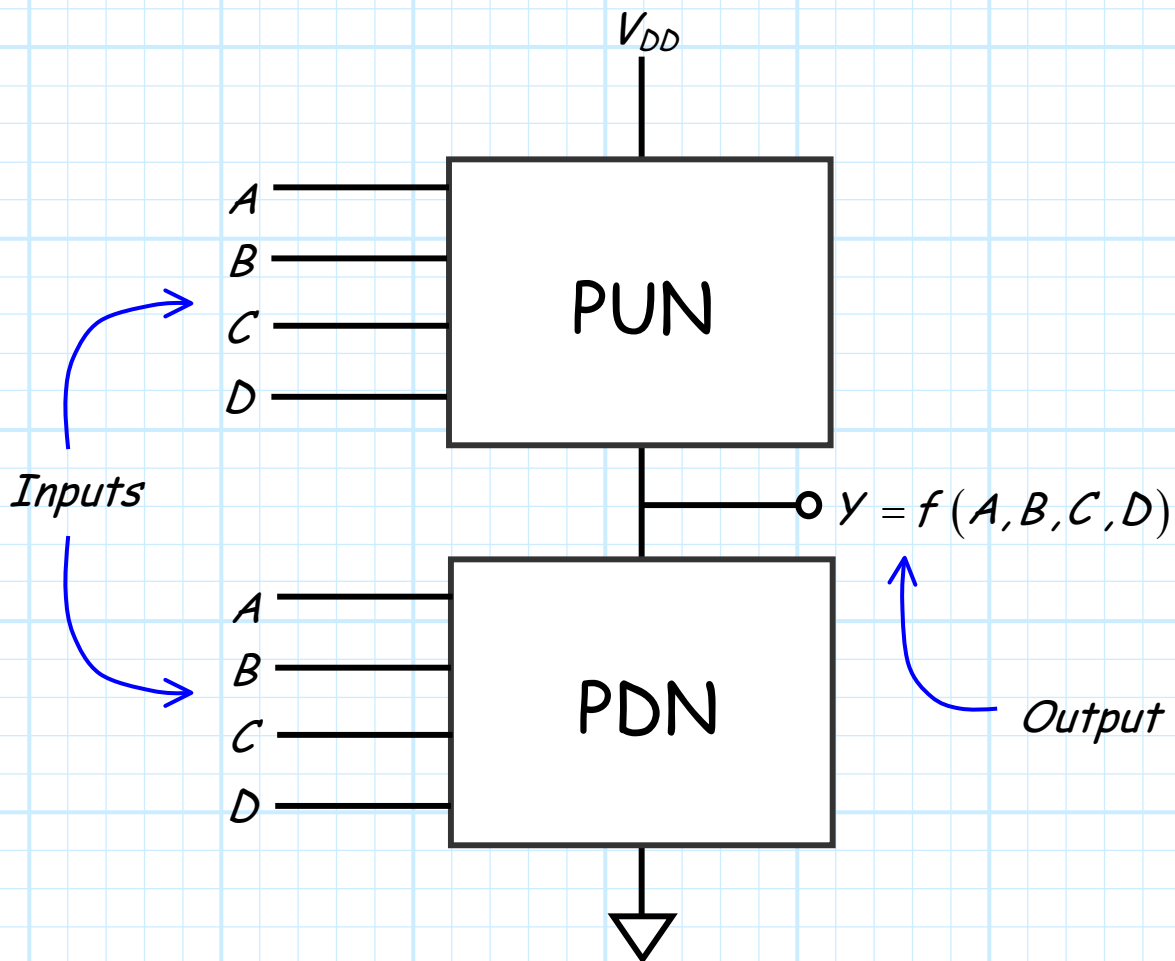 V_DD
A
B
PUN
C
D
Inputs
Y = f (A,B,C,D)
A
B
PDN
C
Output
D